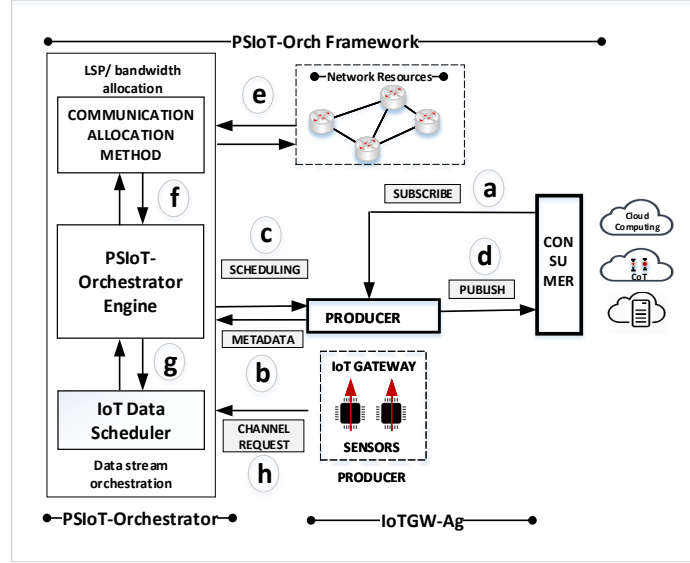 PSIoT-Orch Framework
LSP/ bandwidth
allocation
COMMUNICATION
ALLOCATION
METHOD
e
Network Resources
f
a
SUBSCRIBE
c
SCHEDULING
PSIoT-
Orchestrator
Engine
d
PUBLISH
CON
SU
MER
Cloud
Computing
CoT
PRODUCER
METADATA
b
g
IoT Data
Scheduler
CHANNEL
REQUEST
h
IoT GATEWAY
SENSORS
PRODUCER
Data stream
orchestration
PSIoT-Orchestrator
IoTGW-Ag